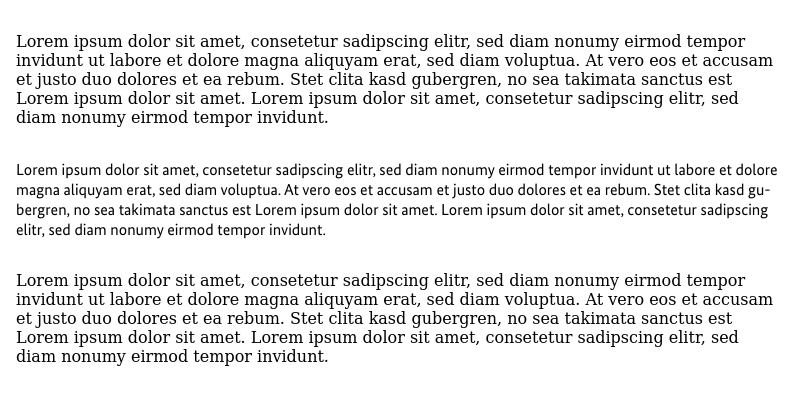 Lorem ipsum dolor sit amet, consetetur sadipscing elitr, sed diam nonumy eirmod tempor
invidunt ut labore et dolore magna aliquyam erat, sed diam voluptua. At vero eos et accusam
et justo duo dolores et ea rebum. Stet clita kasd gubergren, no sea takimata sanctus est
Lorem ipsum dolor sit amet. Lorem ipsum dolor sit amet, consetetur sadipscing elitr, sed
diam nonumy eirmod tempor invidunt.
Lorem ipsum dolor sit amet, consetetur sadipscing elitr, sed diam nonumy eirmod tempor invidunt ut labore et dolore
magna aliquyam erat, sed diam voluptua. At vero eos et accusam et justo duo dolores et ea rebum. Stet clita kasd gu-
bergren, no sea takimata sanctus est Lorem ipsum dolor sit amet. Lorem ipsum dolor sit amet, consetetur sadipscing
elitr, sed diam nonumy eirmod tempor invidunt.
Lorem ipsum dolor sit amet, consetetur sadipscing elitr, sed diam nonumy eirmod tempor
invidunt ut labore et dolore magna aliquyam erat, sed diam voluptua. At vero eos et accusam
et justo duo dolores et ea rebum. Stet clita kasd gubergren, no sea takimata sanctus est
Lorem ipsum dolor sit amet. Lorem ipsum dolor sit amet, consetetur sadipscing elitr, sed
diam nonumy eirmod tempor invidunt.